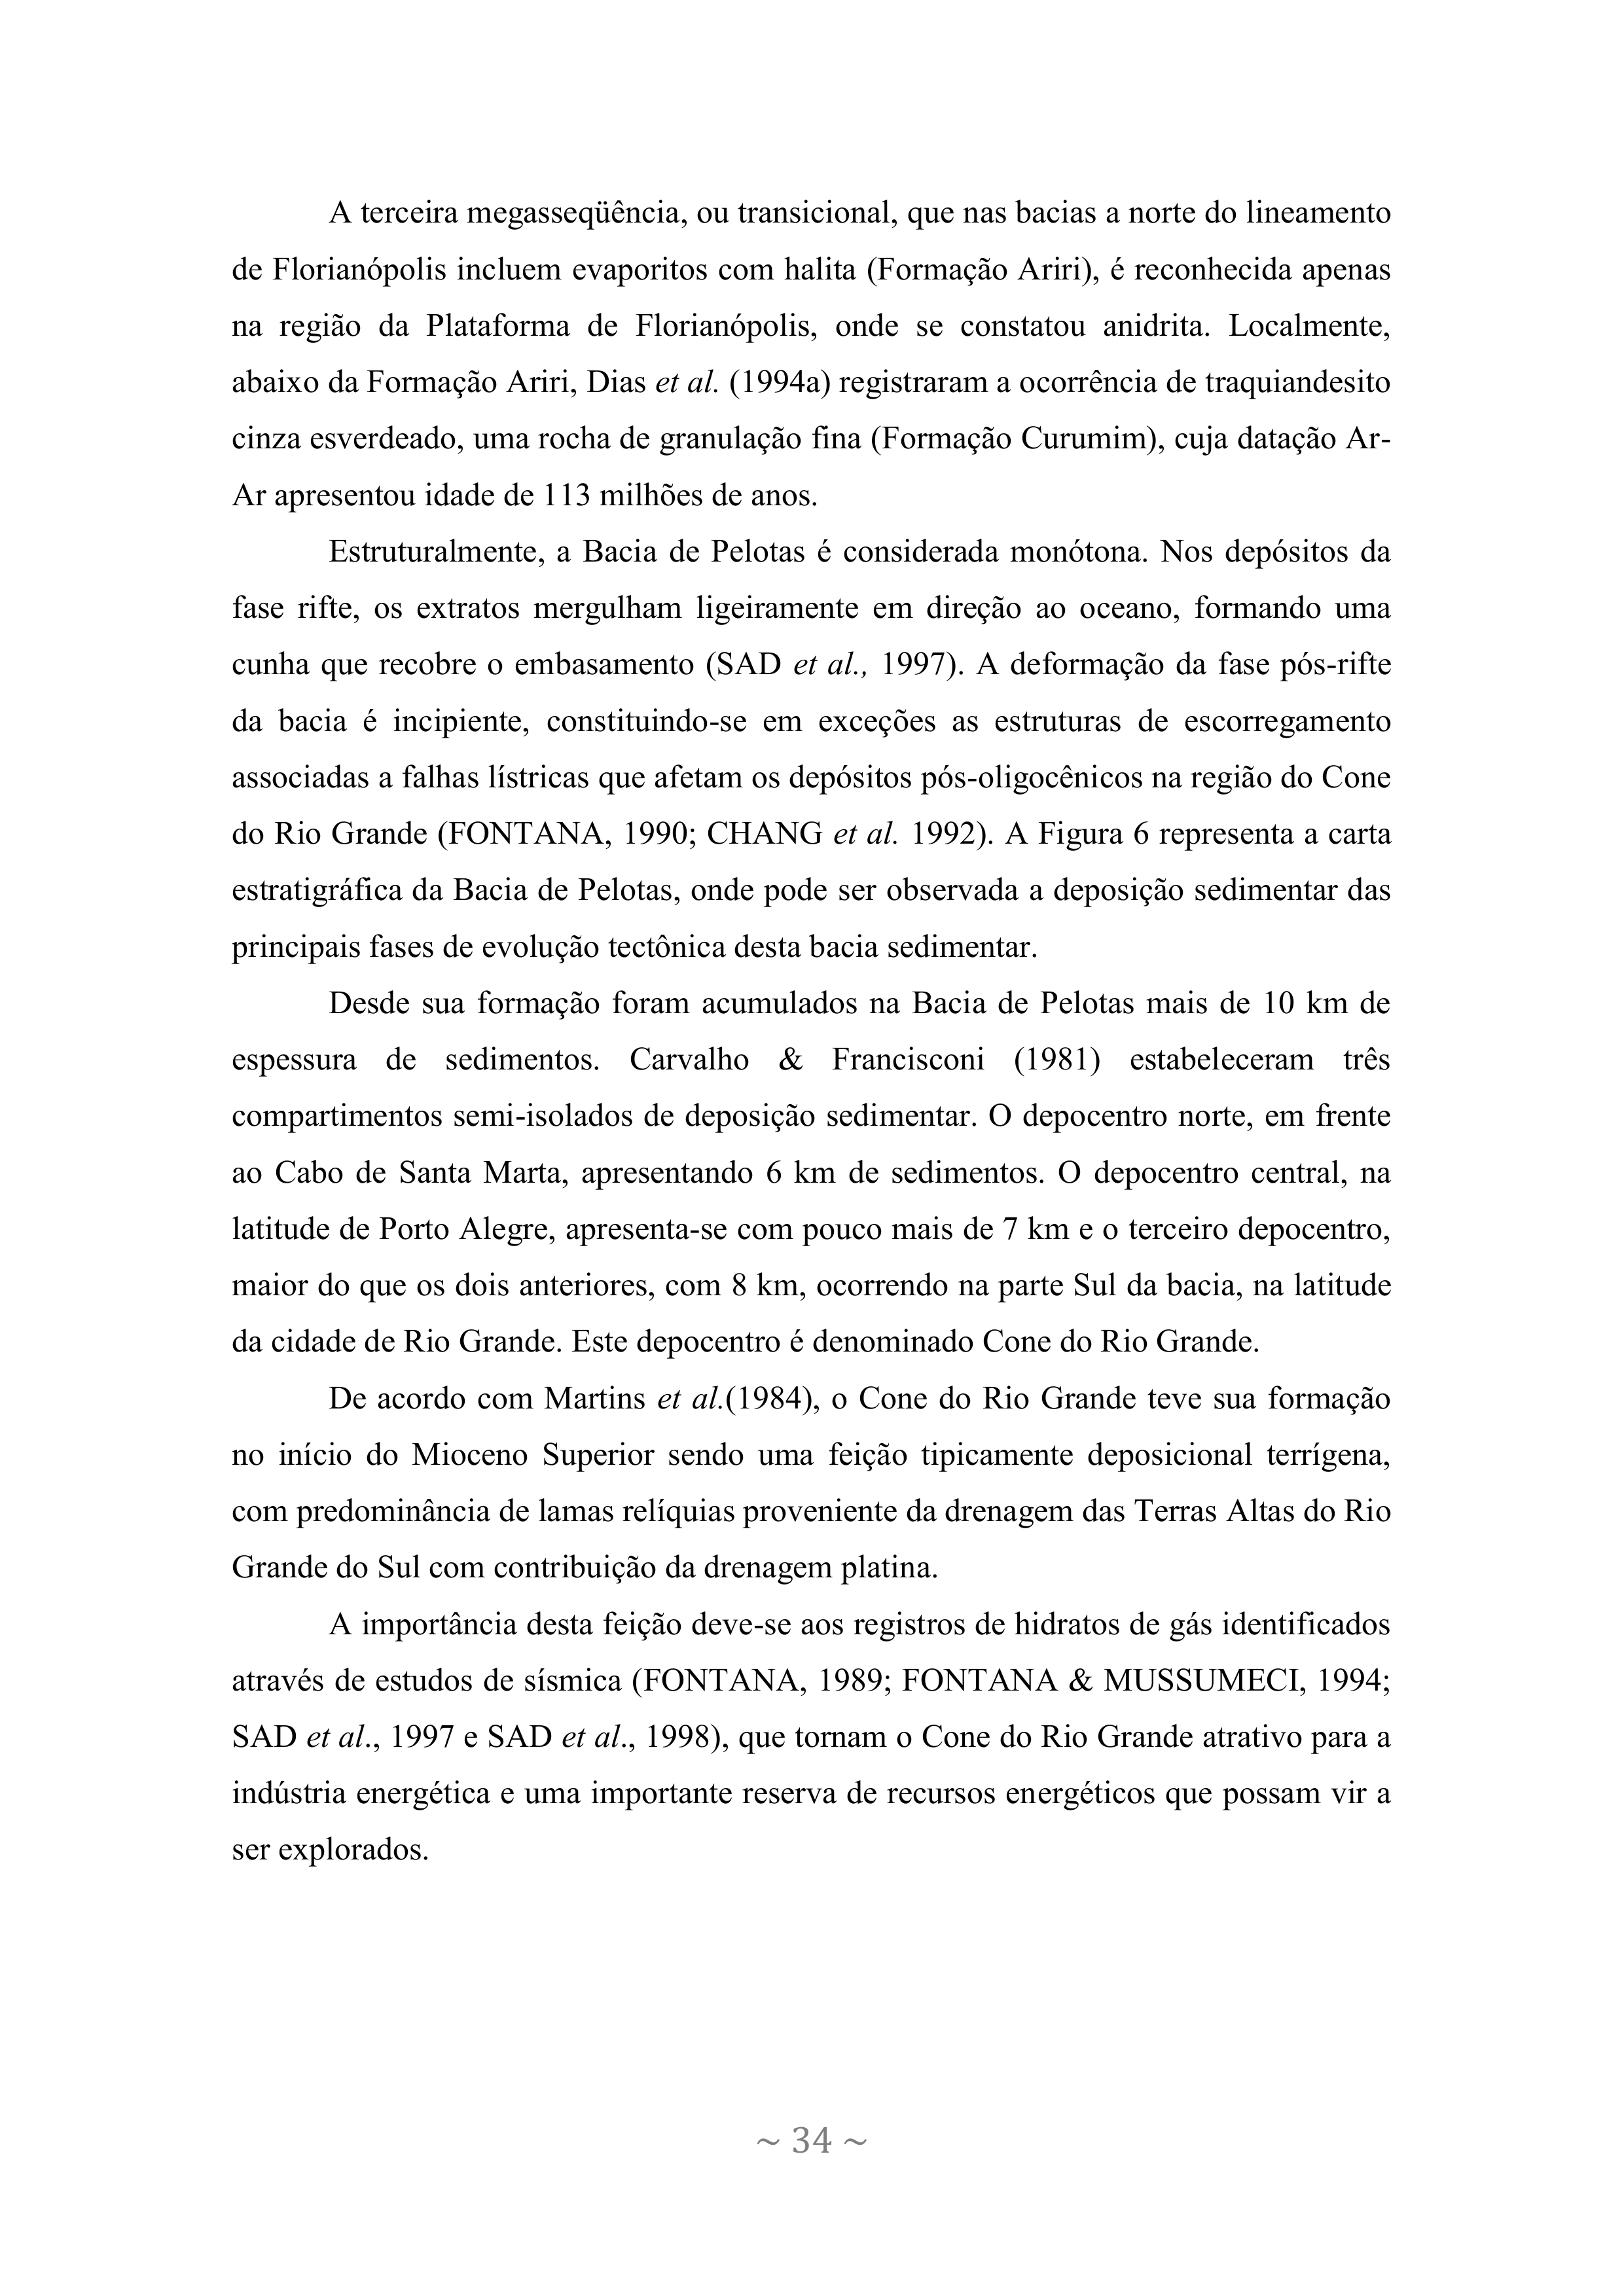 A terceira megasseqüência, ou transicional, que nas bacias a norte do lineamento
de Florianópolis incluem evaporitos com halita (Formação Ariri), é reconhecida apenas
na região da Plataforma de Florianópolis, onde se constatou anidrita. Localmente,
abaixo da Formação Ariri, Dias et al. (1994a) registraram a ocorrência de traquiandesito
cinza esverdeado, uma rocha de granulação fina (Formação Curumim), cuja datação Ar-
Ar apresentou idade de 113 milhões de anos.
Estruturalmente, a Bacia de Pelotas é considerada monótona. Nos depósitos da
fase rifte, os extratos mergulham ligeiramente em direção ao oceano, formando uma
cunha que recobre o embasamento (SAD et al., 1997). A deformação da fase pós-rifte
da bacia é incipiente, constituindo-se em exceções as estruturas de escorregamento
associadas a falhas lístricas que afetam os depósitos pós-oligocênicos na região do Cone
do Rio Grande (FONTANA, 1990; CHANG et al. 1992). A Figura 6 representa a carta
estratigráfica da Bacia de Pelotas, onde pode ser observada a deposição sedimentar das
principais fases de evolução tectônica desta bacia sedimentar.
Desde sua formação foram acumulados na Bacia de Pelotas mais de 10 km de
espessura de sedimentos. Carvalho & Francisconi (1981) estabeleceram três
compartimentos semi-isolados de deposição sedimentar. O depocentro norte, em frente
ao Cabo de Santa Marta, apresentando 6 km de sedimentos. O depocentro central, na
latitude de Porto Alegre, apresenta-se com pouco mais de 7 km e o terceiro depocentro,
maior do que os dois anteriores, com 8 km, ocorrendo na parte Sul da bacia, na latitude
da cidade de Rio Grande. Este depocentro é denominado Cone do Rio Grande.
De acordo com Martins et al.(1984), o Cone do Rio Grande teve sua formação
no início do Mioceno Superior sendo uma feição tipicamente deposicional terrígena,
com predominância de lamas relíquias proveniente da drenagem das Terras Altas do Rio
Grande do Sul com contribuição da drenagem platina.
A importância desta feição deve-se aos registros de hidratos de gás identificados
através de estudos de sísmica (FONTANA, 1989; FONTANA & MUSSUMECI, 1994;
SAD et al., 1997 e SAD et al., 1998), que tornam o Cone do Rio Grande atrativo para a
indústria energética e uma importante reserva de recursos energéticos que possam vir a
ser explorados.
~ 34 ~